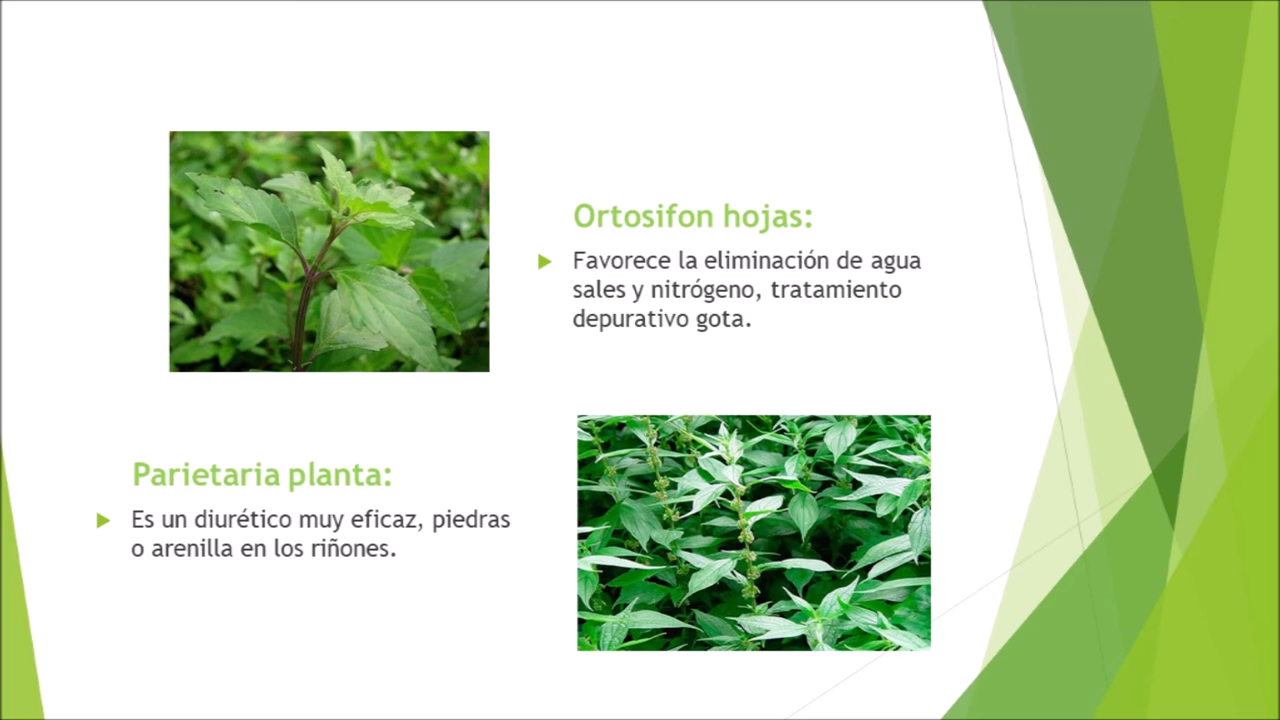 Ortosifon hojas:
Favorece la eliminación de agua
sales y nitrógeno, tratamiento
depurativo gota.
Parietaria planta:
Es un diurético muy eficaz, piedras
o arenilla en los riñones.